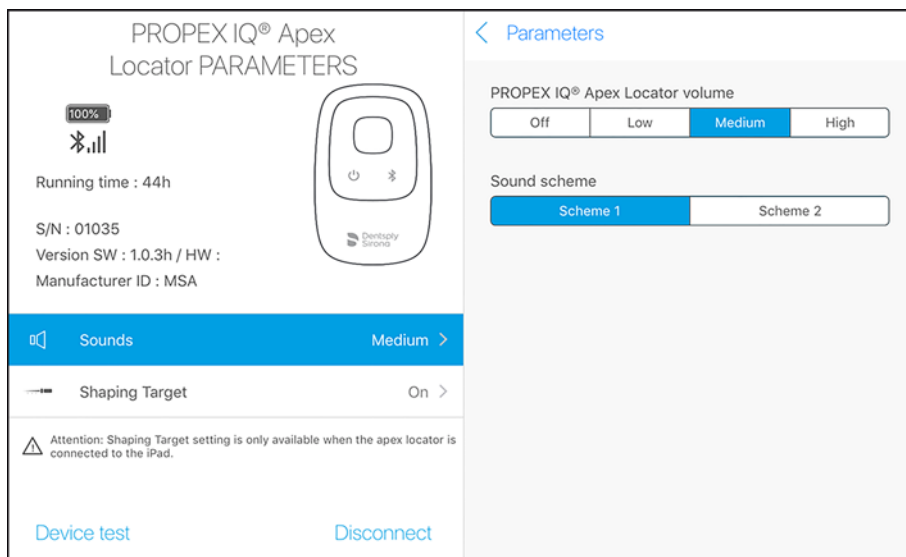 PROPEX IQ® Apex
Locator PARAMETERS
100%
Running time : 44h
S/N : 01035
Version SW : 1.0.3h / HW :
Manufacturer ID : MSA
Dentsply
Sirona
Sounds Medium
Shaping Target On
Attention: Shaping Target setting is only available when the apex locator is
connected to the iPad.
Device test Disconnect
Parameters
PROPEX IQ® Apex Locator volume
Off Low Medium High
Sound scheme
Scheme 1 Scheme 2